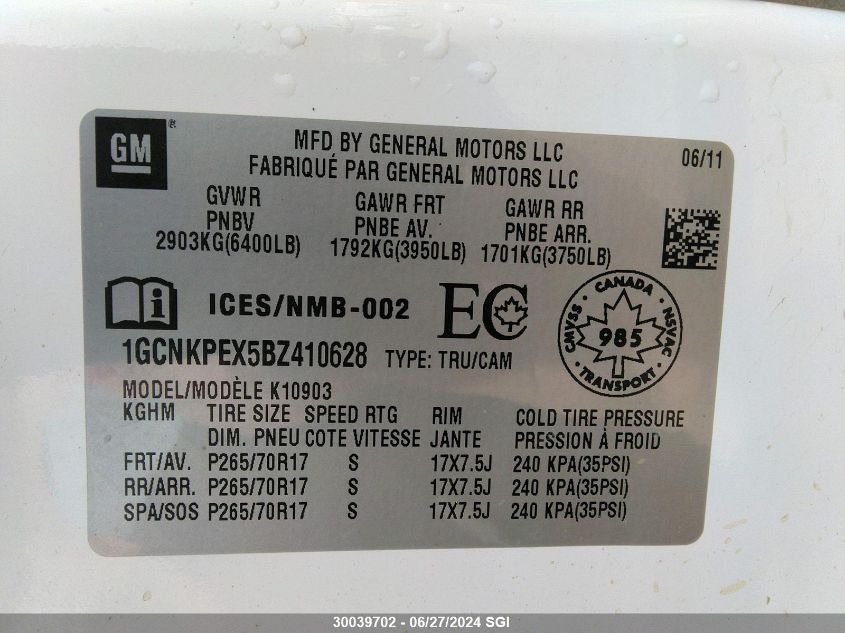 GM ®
MFD BY GENERAL MOTORS LLC
FABRIQUÉ PAR GENERAL MOTORS LLC
06/11
GVWR GAWR FRT GAWR RR
PNBV PNBE AV. PNBE ARR.
2903KG(6400LB) 1792KG(3950LB) 1701KG(3750LB)
i ICES/NMB-002 EC
CANADA
CMVSS 985 NSVAC
TRANSPORT
1GCNKPEX5BZ410628 TYPE: TRU/CAM
MODEL/MODÈLE K10903
KGHM TIRE SIZE SPEED RTG RIM COLD TIRE PRESSURE
DIM. PNEU COTE VITESSE JANTE PRESSION À FROID
FRT/AV. P265/70R17 S 17X7.5J 240 KPA(35PSI)
RR/ARR. P265/70R17 S 17X7.5J 240 KPA(35PSI)
SPA/SOS P265/70R17 S 17X7.5J 240 KPA(35PSI)
30039702 - 06/27/2024 SGI